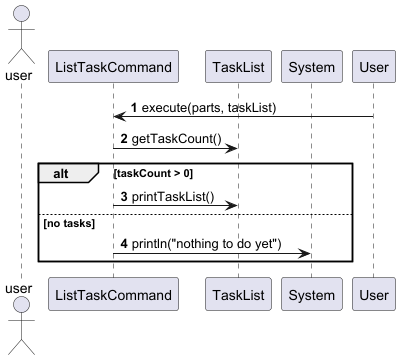 user
ListTaskCommand
TaskList
System
User
1 execute(parts, taskList)
2 getTaskCount()
alt
[taskCount > 0]
3 printTaskList()
[no tasks]
4 println("nothing to do yet")
user
ListTaskCommand
TaskList
System
User